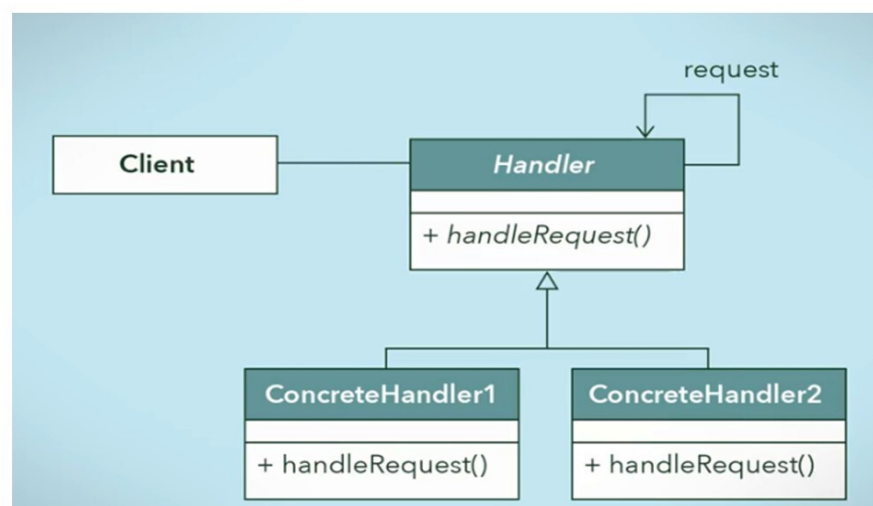 request
Client
Handler
+ handleRequest()
ConcreteHandler1
ConcreteHandler2
+ handleRequest()
+ handleRequest()